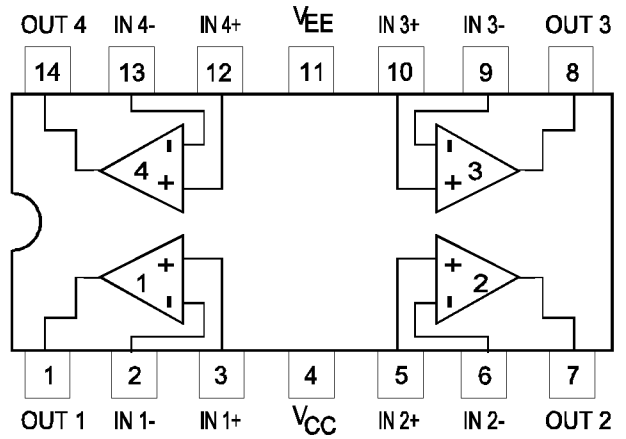 OUT 4 IN 4- IN 4+ VEE IN 3+ IN 3- OUT 3
14 13 12 11 10 9 8
- -
4 3
+ +
+ +
1 2
- -
1 2 3 4 5 6 7
OUT 1 IN 1- IN 1+ VCC IN 2+ IN 2- OUT 2